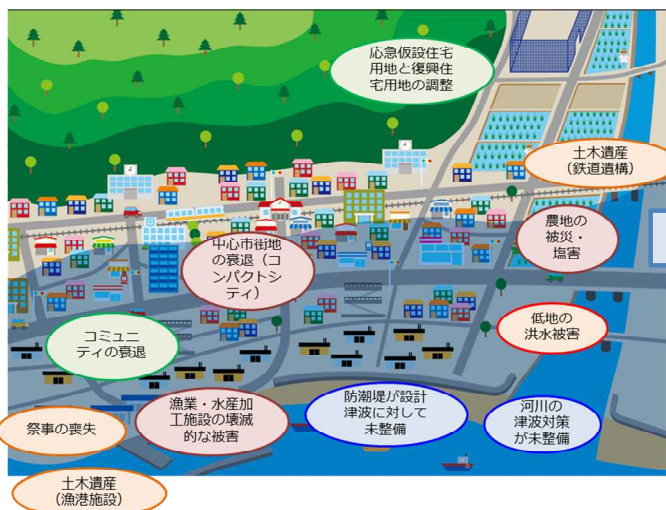 応急仮設住宅
用地と復興住
宅用地の調整
土木遺産
(鉄道遺構)
農地の
被災・
塩害
中心市街地
の衰退(コ
ンパクトシ
ティ)
低地の
洪水被害
コミュニ
ティの衰退
漁業・水産加
工施設の壊滅
的な被害
防潮堤が設計
津波に対して
未整備
河川の
津波対策
が未整備
祭事の喪失
土木遺産
(漁港施設)